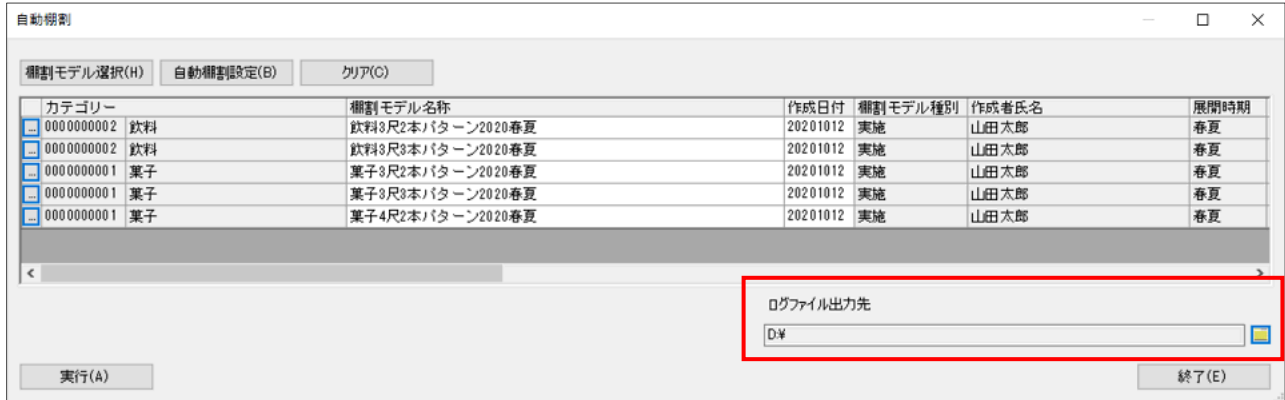 自動棚割
棚割モデル選択(H) 自動棚割設定(B) クリア(C)
カテゴリー 棚割モデル名称 作成日付 棚割モデル種別 作成者氏名 展開時期
... 0000000002 飲料 飲料3尺2本パターン2020春夏 20201012 実施 山田太郎 春夏
... 0000000002 飲料 飲料3尺3本パターン2020春夏 20201012 実施 山田太郎 春夏
... 0000000001 菓子 菓子3尺2本パターン2020春夏 20201012 実施 山田太郎 春夏
... 0000000001 菓子 菓子3尺3本パターン2020春夏 20201012 実施 山田太郎 春夏
... 0000000001 菓子 菓子4尺2本パターン2020春夏 20201012 実施 山田太郎 春夏
ログファイル出力先
D:¥
実行(A) 終了(E)